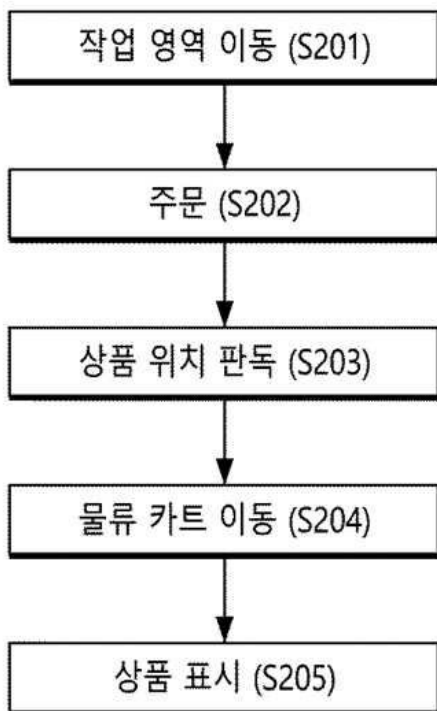 작업 영역 이동 (S201)
주문 (S202)
상품 위치 판독 (S203)
물류 카트 이동 (S204)
상품 표시 (S205)